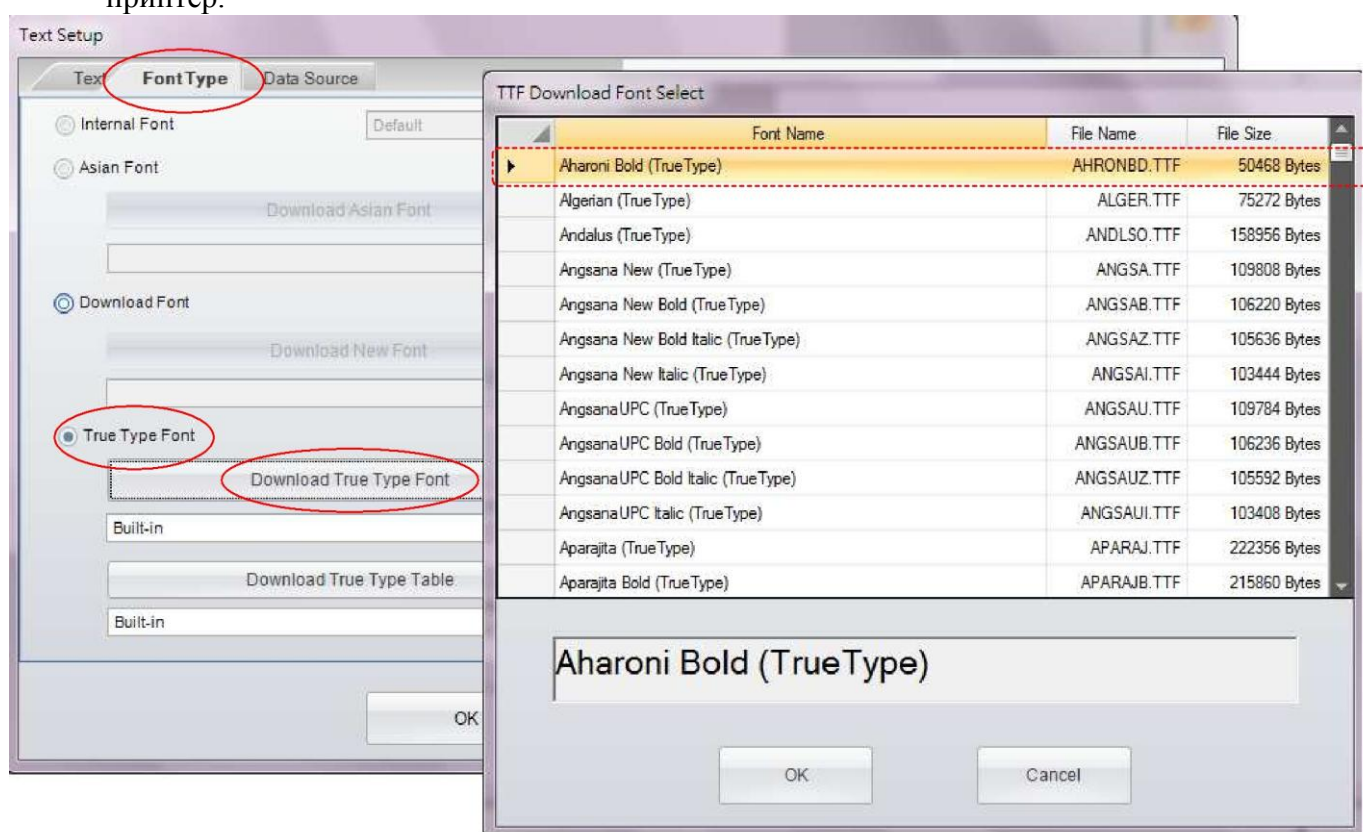 принтер.
Text Setup
Text Font Type Data Source
Internal Font Default
Asian Font
Download Asian Font
Download Font
Download New Font
True Type Font
Download True Type Font
Built-in
Download True Type Table
Built-in
OK
TTF Download Font Select
Font Name File Name File Size
Aharoni Bold (TrueType) AHRONBD.TTF 50468 Bytes
Algerian (TrueType) ALGER.TTF 75272 Bytes
Andalus (TrueType) ANDLSO.TTF 158956 Bytes
Angsana New (TrueType) ANGSA.TTF 109808 Bytes
Angsana New Bold (TrueType) ANGSAB.TTF 106220 Bytes
Angsana New Bold Italic (TrueType) ANGSAZ.TTF 105636 Bytes
Angsana New Italic (TrueType) ANGSAI.TTF 103444 Bytes
AngsanaUPC (TrueType) ANGSAU.TTF 109784 Bytes
AngsanaUPC Bold (TrueType) ANGSAUB.TTF 106236 Bytes
AngsanaUPC Bold Italic (TrueType) ANGSAUZ.TTF 105592 Bytes
AngsanaUPC Italic (TrueType) ANGSAUI.TTF 103408 Bytes
Aparajita (TrueType) APARAJ.TTF 222356 Bytes
Aparajita Bold (TrueType) APARAJB.TTF 215860 Bytes
Aharoni Bold (TrueType)
OK Cancel